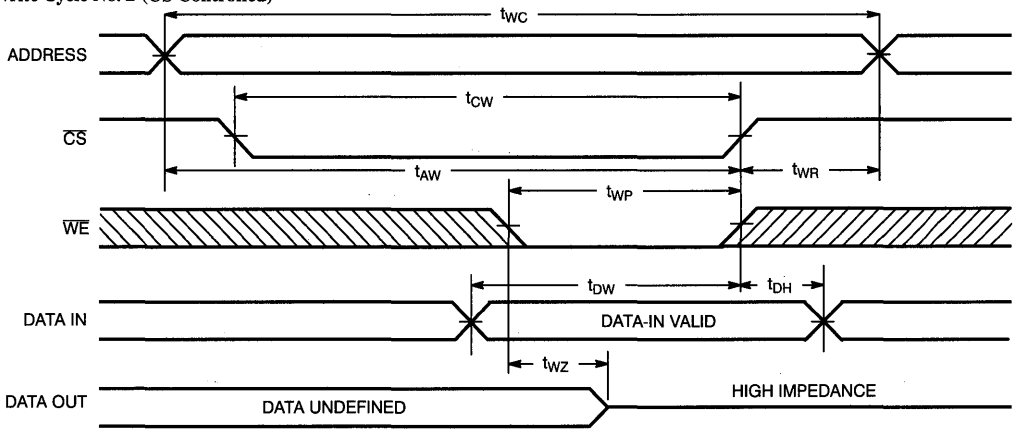 Write Cycle No. 2 (CS Controlled)
tWC
ADDRESS
tCW
CS
tAW
tWR
tWP
WE
tDW
tDH
DATA IN
DATA-IN VALID
tWZ
DATA OUT
DATA UNDEFINED
HIGH IMPEDANCE